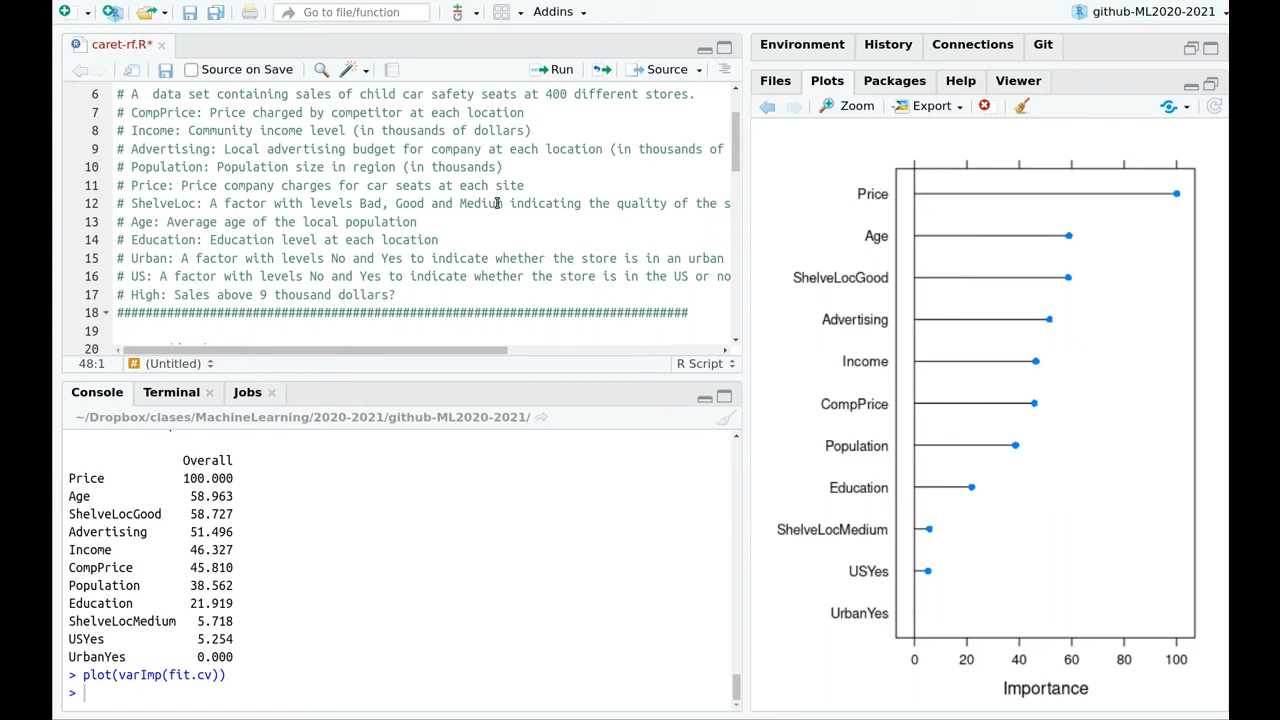 Go to file/function
Addins
github-ML2020-2021
caret-rf.R*
Source on Save
Run
Source
6 # A  data set containing sales of child car safety seats at 400 different stores.
7 # CompPrice: Price charged by competitor at each location
8 # Income: Community income level (in thousands of dollars)
9 # Advertising: Local advertising budget for company at each location (in thousands of
10 # Population: Population size in region (in thousands)
11 # Price: Price company charges for car seats at each site
12 # ShelveLoc: A factor with levels Bad, Good and Medium indicating the quality of the s
13 # Age: Average age of the local population
14 # Education: Education level at each location
15 # Urban: A factor with levels No and Yes to indicate whether the store is in an urban
16 # US: A factor with levels No and Yes to indicate whether the store is in the US or no
17 # High: Sales above 9 thousand dollars?
18 ################################################################################
19
20
48:1
# (Untitled)
R Script
Console
Terminal
Jobs
~/Dropbox/clases/MachineLearning/2020-2021/github-ML2020-2021/
Overall
Price 100.000
Age 58.963
ShelveLocGood 58.727
Advertising 51.496
Income 46.327
CompPrice 45.810
Population 38.562
Education 21.919
ShelveLocMedium 5.718
USYes 5.254
UrbanYes 0.000
> plot(varImp(fit.cv))
>
Environment
History
Connections
Git
Files
Plots
Packages
Help
Viewer
Zoom
Export
Price
Age
ShelveLocGood
Advertising
Income
CompPrice
Population
Education
ShelveLocMedium
USYes
UrbanYes
0 20 40 60 80 100
Importance